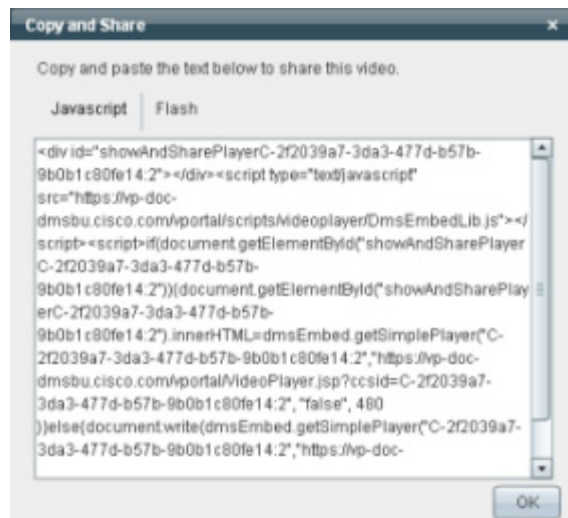 Copy and Share ×
Copy and paste the text below to share this video.
Javascript Flash
<div id="showAndSharePlayerC-2f2039a7-3da3-477d-b57b-
9b0b1c80fe14:2"></div><script type="text/javascript"
src="https://vp-doc-
dmsbu.cisco.com/vportal/scripts/videoplayer/DmsEmbedLib.js"></
script><script>if(document.getElementById("showAndSharePlayer
C-2f2039a7-3da3-477d-b57b-
9b0b1c80fe14:2")){document.getElementById("showAndSharePlay
erC-2f2039a7-3da3-477d-b57b-
9b0b1c80fe14:2").innerHTML=dmsEmbed.getSimplePlayer("C-
2f2039a7-3da3-477d-b57b-9b0b1c80fe14:2","https://vp-doc-
dmsbu.cisco.com/vportal/VideoPlayer.jsp?ccsid=C-2f2039a7-
3da3-477d-b57b-9b0b1c80fe14:2", "false", 480
)}else{document.write(dmsEmbed.getSimplePlayer("C-2f2039a7-
3da3-477d-b57b-9b0b1c80fe14:2","https://vp-doc-
OK